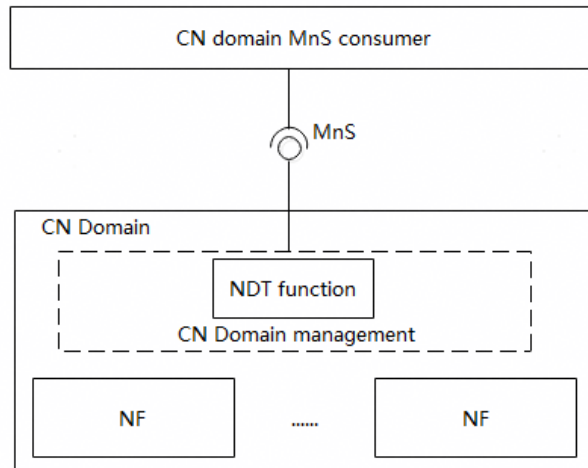 CN domain MnS consumer
MnS
CN Domain
NDT function
CN Domain management
NF
......
NF